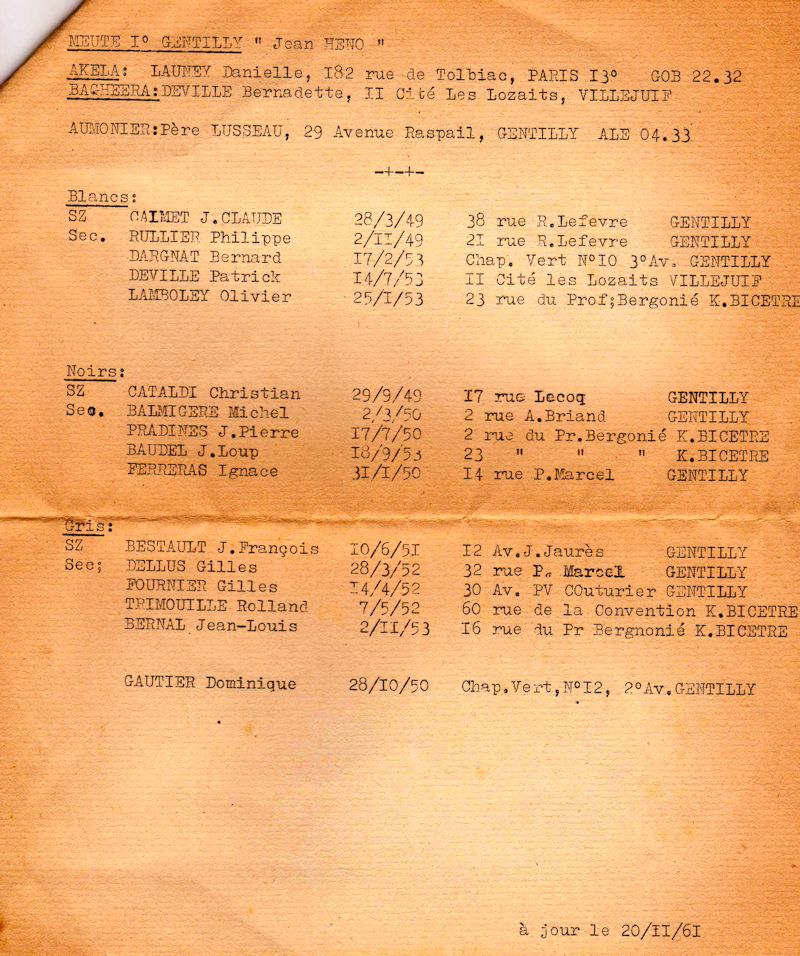 MEUTE I° GENTILLY " Jean HENO "
AKELA: LAUNEY Danielle, I82 rue de Tolbiac, PARIS I3° GOB 22.32
BAGHEERA:DEVILLE Bernadette, II Cité Les Lozaits, VILLEJUIF
AUMONIER:Père LUSSEAU, 29 Avenue Raspail, GENTILLY ALE 04.33
-+-+-
Blancs:
SZ CAIMET J.CLAUDE 28/3/49 38 rue R.Lefevre GENTILLY
Sec. RULLIER Philippe 2/II/49 2I rue R.Lefevre GENTILLY
DARGNAT Bernard I7/2/53 Chap. Vert N°IO 3°Av. GENTILLY
DEVILLE Patrick I4/7/53 II Cité les Lozaits VILLEJUIF
LAMBOLEY Olivier 25/I/53 23 rue du Prof;Bergonié K.BICETRE
Noirs:
SZ CATALDI Christian 29/9/49 I7 rue Lecoq GENTILLY
Sec. BALMIGERE Michel 2/3/50 2 rue A.Briand GENTILLY
PRADINES J.Pierre I7/7/50 2 rue du Pr.Bergonié K.BICETRE
BAUDEL J.Loup I8/9/53 23 " " " K.BICETRE
FERRERAS Ignace 3I/I/50 I4 rue P.Marcel GENTILLY
Gris:
SZ BESTAULT J.François IO/6/5I I2 Av.J.Jaurès GENTILLY
Sec; DELLUS Gilles 28/3/52 32 rue P. Marcel GENTILLY
FOURNIER Gilles I4/4/52 30 Av. PV COuturier GENTILLY
TRIMOUILLE Rolland 7/5/52 60 rue de la Convention K.BICETRE
BERNAL Jean-Louis 2/II/53 I6 rue du Pr Bergnonié K.BICETRE
GAUTIER Dominique 28/IO/50 Chap.Vert,N°I2, 2°Av.GENTILLY
à jour le 20/II/6I